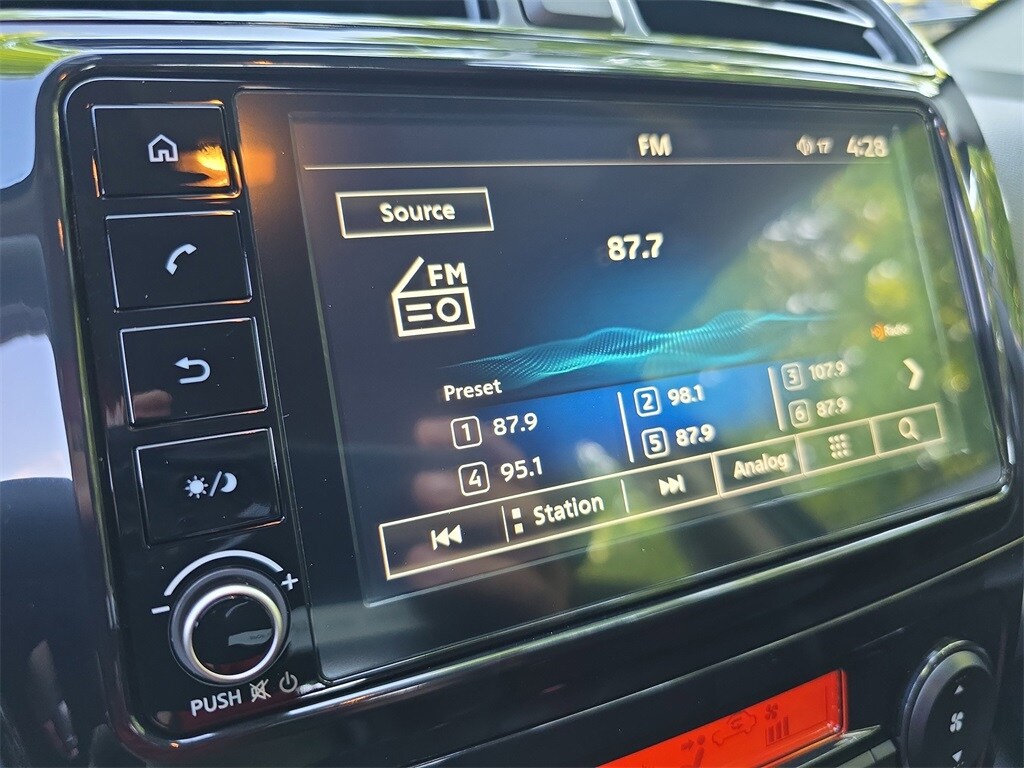 FM 17 4:28
Source
87.7
FM
Radio
Preset
1 87.9 2 98.1 3 107.9
4 95.1 5 87.9 6 87.9
Station Analog
- +
PUSH